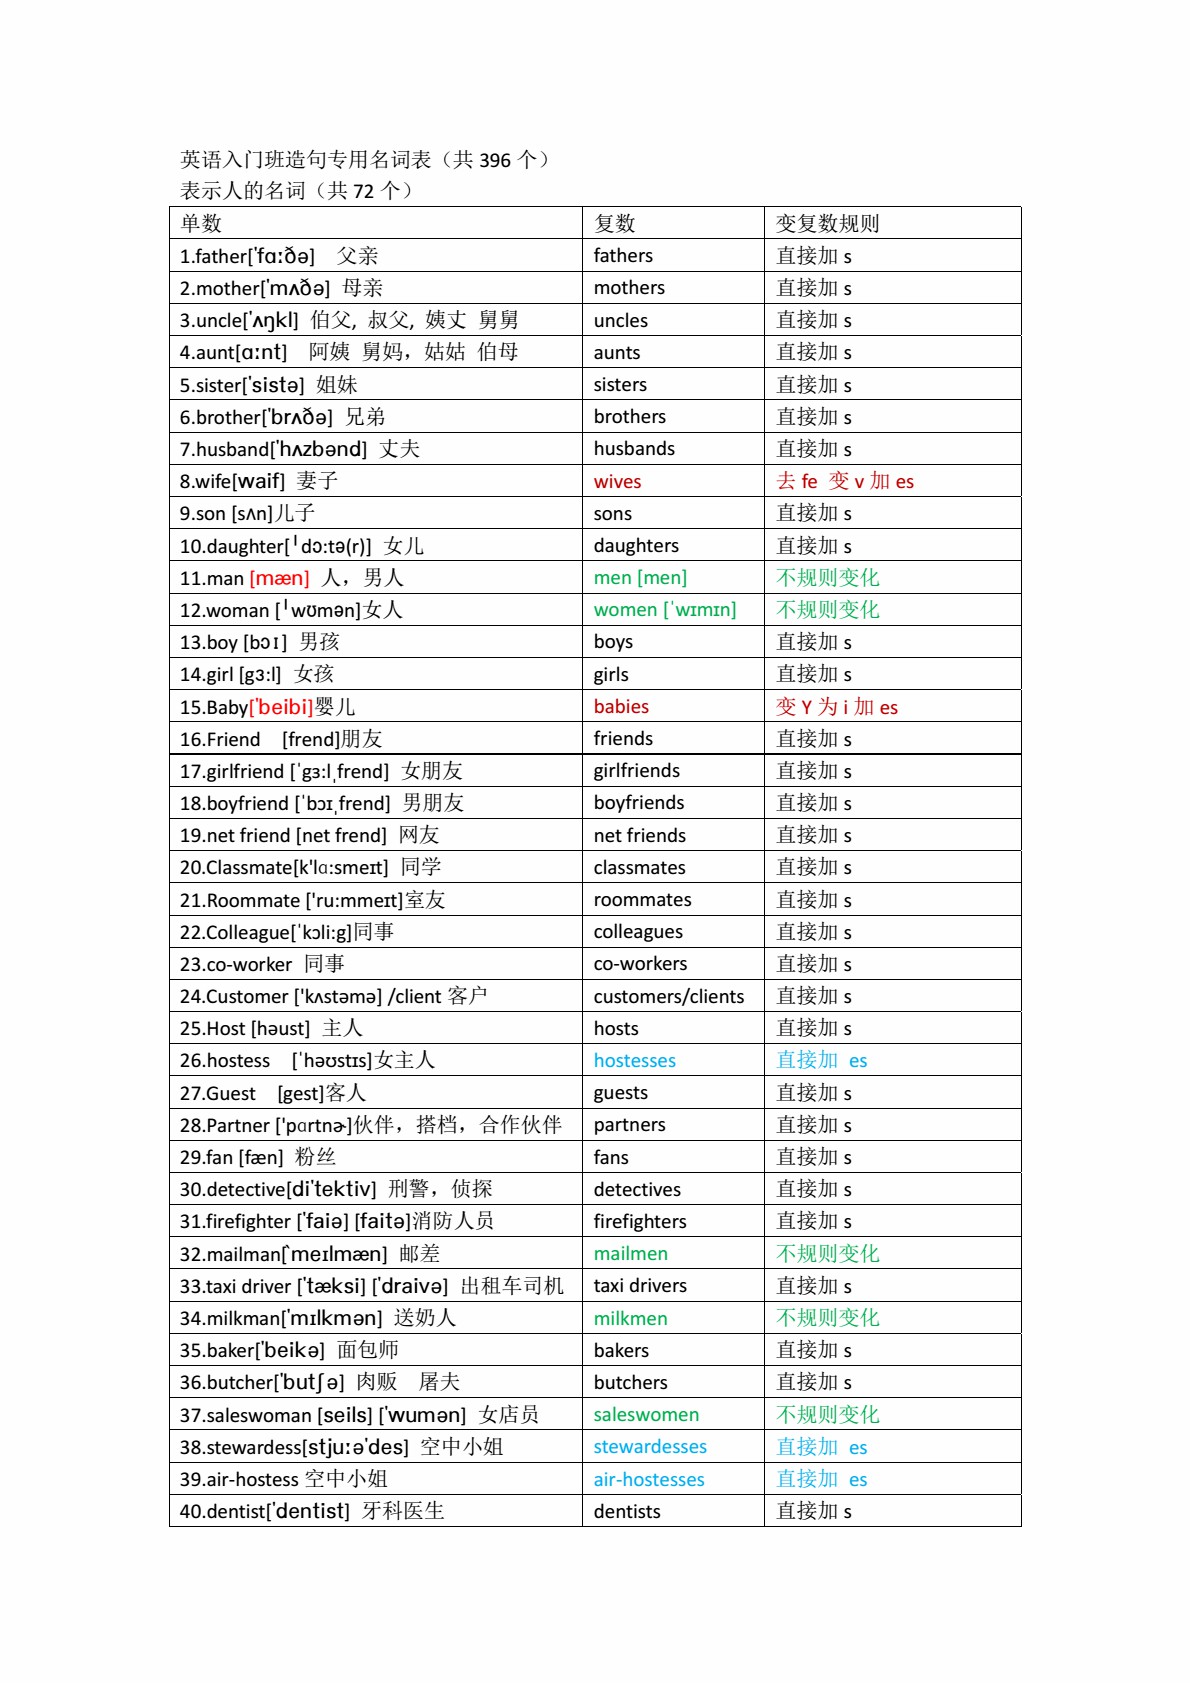 英语入门班造句专用名词表（共 396 个）
表示人的名词（共 72 个）
单数 复数 变复数规则
1.father['fɑːðə] 父亲 fathers 直接加 s
2.mother['mʌðə] 母亲 mothers 直接加 s
3.uncle['ʌŋkl] 伯父, 叔父, 姨丈 舅舅 uncles 直接加 s
4.aunt[ɑːnt] 阿姨 舅妈，姑姑 伯母 aunts 直接加 s
5.sister['sistə] 姐妹 sisters 直接加 s
6.brother['brʌðə] 兄弟 brothers 直接加 s
7.husband['hʌzbənd] 丈夫 husbands 直接加 s
8.wife[waif] 妻子 wives 去 fe 变 v 加 es
9.son [sʌn]儿子 sons 直接加 s
10.daughter[╵dɔ:tə(r)] 女儿 daughters 直接加 s
11.man [mæn] 人，男人 men [men] 不规则变化
12.woman [╵wʊmən]女人 women [ˈwɪmɪn] 不规则变化
13.boy [bɔɪ] 男孩 boys 直接加 s
14.girl [gɜ:l] 女孩 girls 直接加 s
15.Baby['beibi]婴儿 babies 变 Y 为 i 加 es
16.Friend [frend]朋友 friends 直接加 s
17.girlfriend [ˈgɜ:lˌfrend] 女朋友 girlfriends 直接加 s
18.boyfriend [ˈbɔɪˌfrend] 男朋友 boyfriends 直接加 s
19.net friend [net frend] 网友 net friends 直接加 s
20.Classmate[k'lɑ:smeɪt] 同学 classmates 直接加 s
21.Roommate ['ru:mmeɪt]室友 roommates 直接加 s
22.Colleague[ˈkɔli:g]同事 colleagues 直接加 s
23.co-worker 同事 co-workers 直接加 s
24.Customer ['kʌstəmə] /client 客户 customers/clients 直接加 s
25.Host [həust] 主人 hosts 直接加 s
26.hostess [ˈhəʊstɪs]女主人 hostesses 直接加 es
27.Guest [gest]客人 guests 直接加 s
28.Partner ['pɑrtnɚ]伙伴，搭档，合作伙伴 partners 直接加 s
29.fan [fæn] 粉丝 fans 直接加 s
30.detective[di'tektiv] 刑警，侦探 detectives 直接加 s
31.firefighter ['faiə] [faitə]消防人员 firefighters 直接加 s
32.mailman[`meɪlmæn] 邮差 mailmen 不规则变化
33.taxi driver ['tæksi] ['draivə] 出租车司机 taxi drivers 直接加 s
34.milkman['mɪlkmən] 送奶人 milkmen 不规则变化
35.baker['beikə] 面包师 bakers 直接加 s
36.butcher['butʃə] 肉贩 屠夫 butchers 直接加 s
37.saleswoman [seils] ['wumən] 女店员 saleswomen 不规则变化
38.stewardess[stjuːə'des] 空中小姐 stewardesses 直接加 es
39.air-hostess 空中小姐 air-hostesses 直接加 es
40.dentist['dentist] 牙科医生 dentists 直接加 s